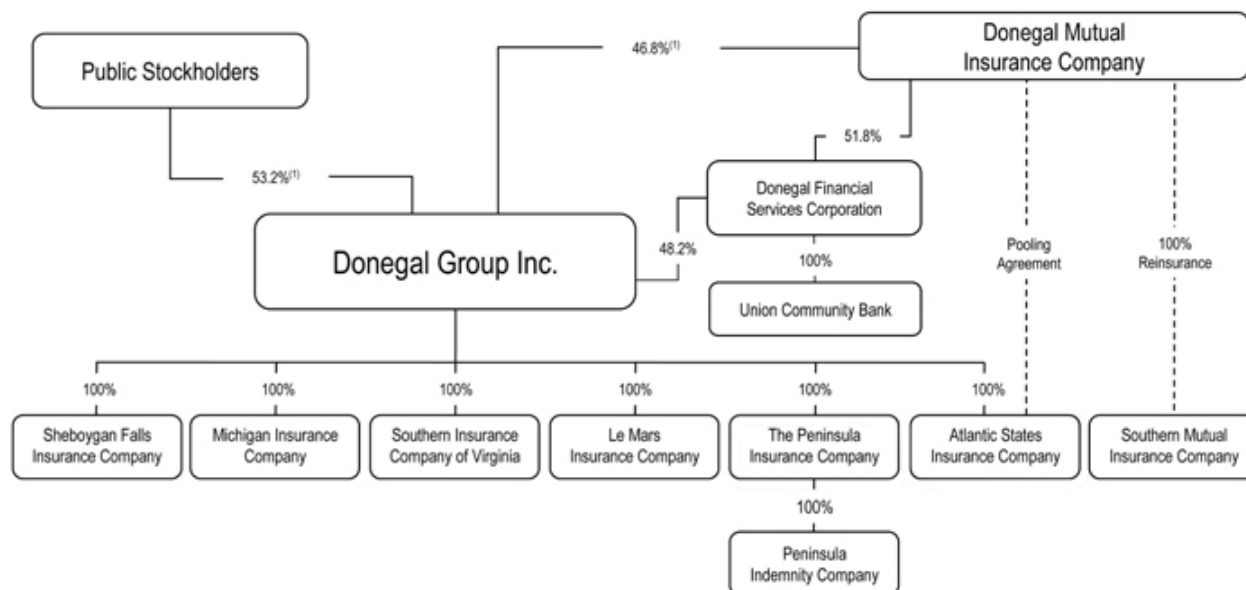 Public Stockholders
46.8%(1)
Donegal Mutual
Insurance Company
51.8%
53.2%(1)
Donegal Financial
Services Corporation
Donegal Group Inc.
48.2%
100%
Pooling
Agreement
100%
Reinsurance
Union Community Bank
100%
100%
100%
100%
100%
100%
Sheboygan Falls
Insurance Company
Michigan Insurance
Company
Southern Insurance
Company of Virginia
Le Mars
Insurance Company
The Peninsula
Insurance Company
Atlantic States
Insurance Company
Southern Mutual
Insurance Company
100%
Peninsula
Indemnity Company